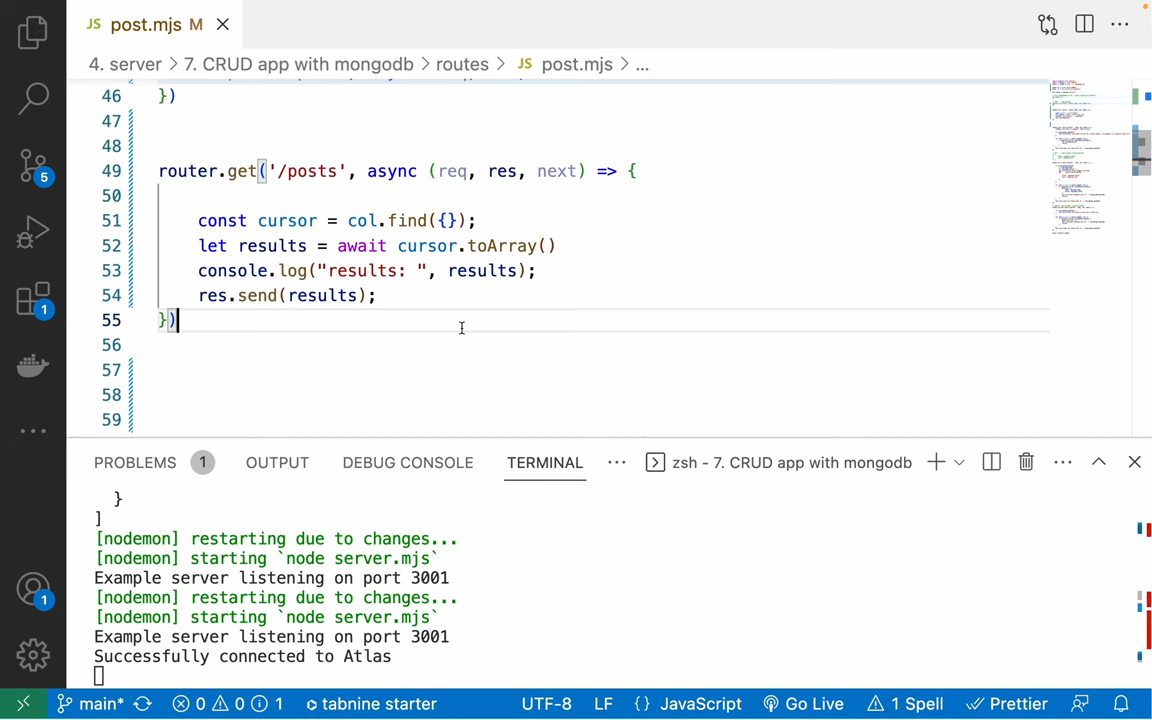 JS post.mjs M
4. server > 7. CRUD app with mongodb > routes > JS post.mjs > ...
46 })
47
48
49 router.get('/posts', async (req, res, next) => {
50
51 const cursor = col.find({});
52 let results = await cursor.toArray()
53 console.log("results: ", results);
54 res.send(results);
55 })
56
57
58
59
5
1
1
PROBLEMS 1 OUTPUT DEBUG CONSOLE TERMINAL ... zsh - 7. CRUD app with mongodb
}
]
[nodemon] restarting due to changes...
[nodemon] starting `node server.mjs`
Example server listening on port 3001
[nodemon] restarting due to changes...
[nodemon] starting `node server.mjs`
Example server listening on port 3001
Successfully connected to Atlas
main* 0 0 1 tabnine starter UTF-8 LF {} JavaScript Go Live 1 Spell Prettier